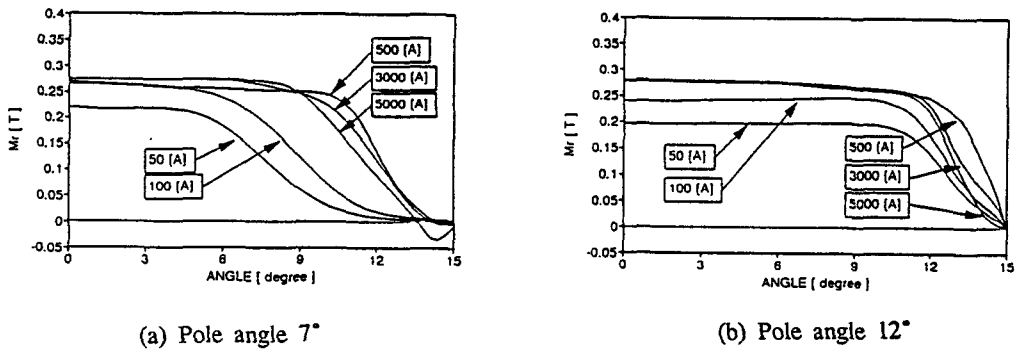 0.4
0.35
0.3
0.25
0.2
0.15
0.1
0.05
0
-0.05
Mr [ T ]
500 [A]
3000 [A]
5000 [A]
50 [A]
100 [A]
0 3 6 9 12 15
ANGLE [ degree ]
(a) Pole angle 7°
0.4
0.35
0.3
0.25
0.2
0.15
0.1
0.05
0
-0.05
Mr [ T ]
50 [A]
100 [A]
500 [A]
3000 [A]
5000 [A]
0 3 6 9 12 15
ANGLE [ degree ]
(b) Pole angle 12°